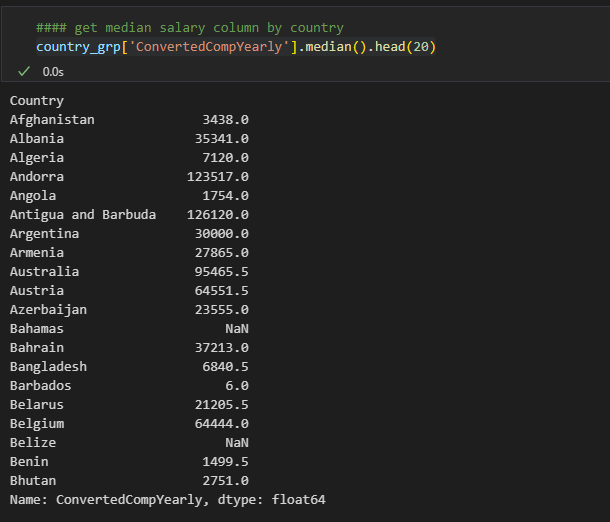 #### get median salary column by country
country_grp['ConvertedCompYearly'].median().head(20)
✓ 0.0s
Country
Afghanistan 3438.0
Albania 35341.0
Algeria 7120.0
Andorra 123517.0
Angola 1754.0
Antigua and Barbuda 126120.0
Argentina 30000.0
Armenia 27865.0
Australia 95465.5
Austria 64551.5
Azerbaijan 23555.0
Bahamas NaN
Bahrain 37213.0
Bangladesh 6840.5
Barbados 6.0
Belarus 21205.5
Belgium 64444.0
Belize NaN
Benin 1499.5
Bhutan 2751.0
Name: ConvertedCompYearly, dtype: float64